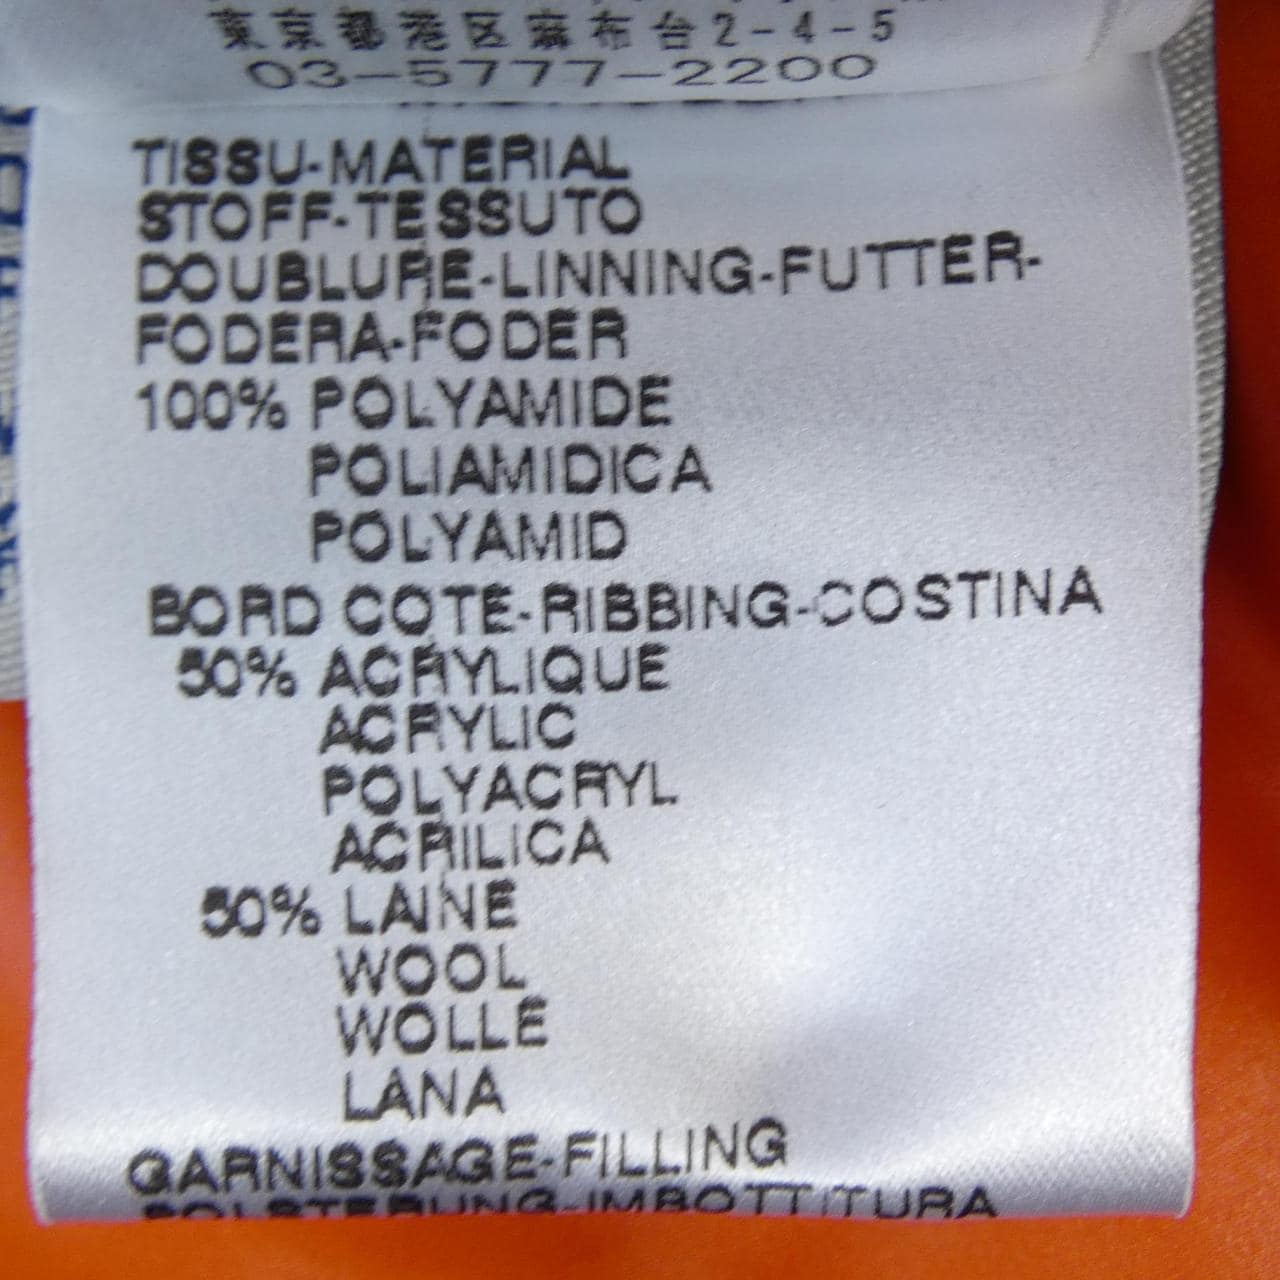 東京都港区麻布台2-4-5
03-5777-2200
TISSU-MATERIAL
STOFF-TESSUTO
DOUBLURE-LINNING-FUTTER-
FODERA-FODER
100% POLYAMIDE
POLIAMIDICA
POLYAMID
BORD COTE-RIBBING-COSTINA
50% ACRYLIQUE
ACRYLIC
POLYACRYL
ACRILICA
50% LAINE
WOOL
WOLLE
LANA
GARNISSAGE-FILLING
POLSTERUNG-IMBOTTITURA